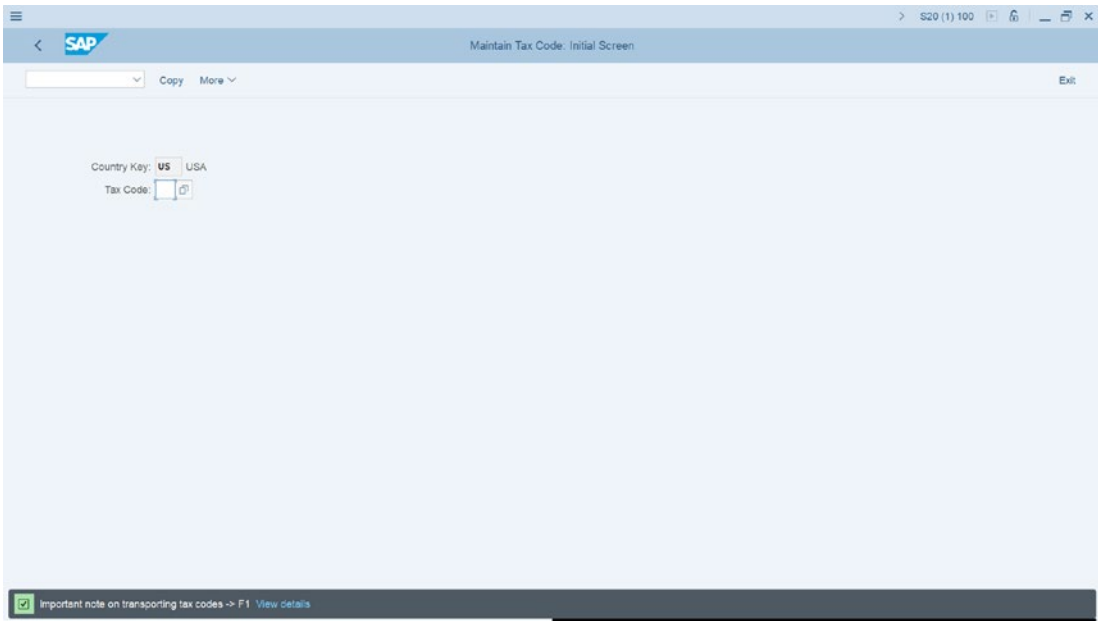 S20 (1) 100
SAP
Maintain Tax Code: Initial Screen
Copy More Exit
Country Key: US USA
Tax Code:
Important note on transporting tax codes -> F1 View details